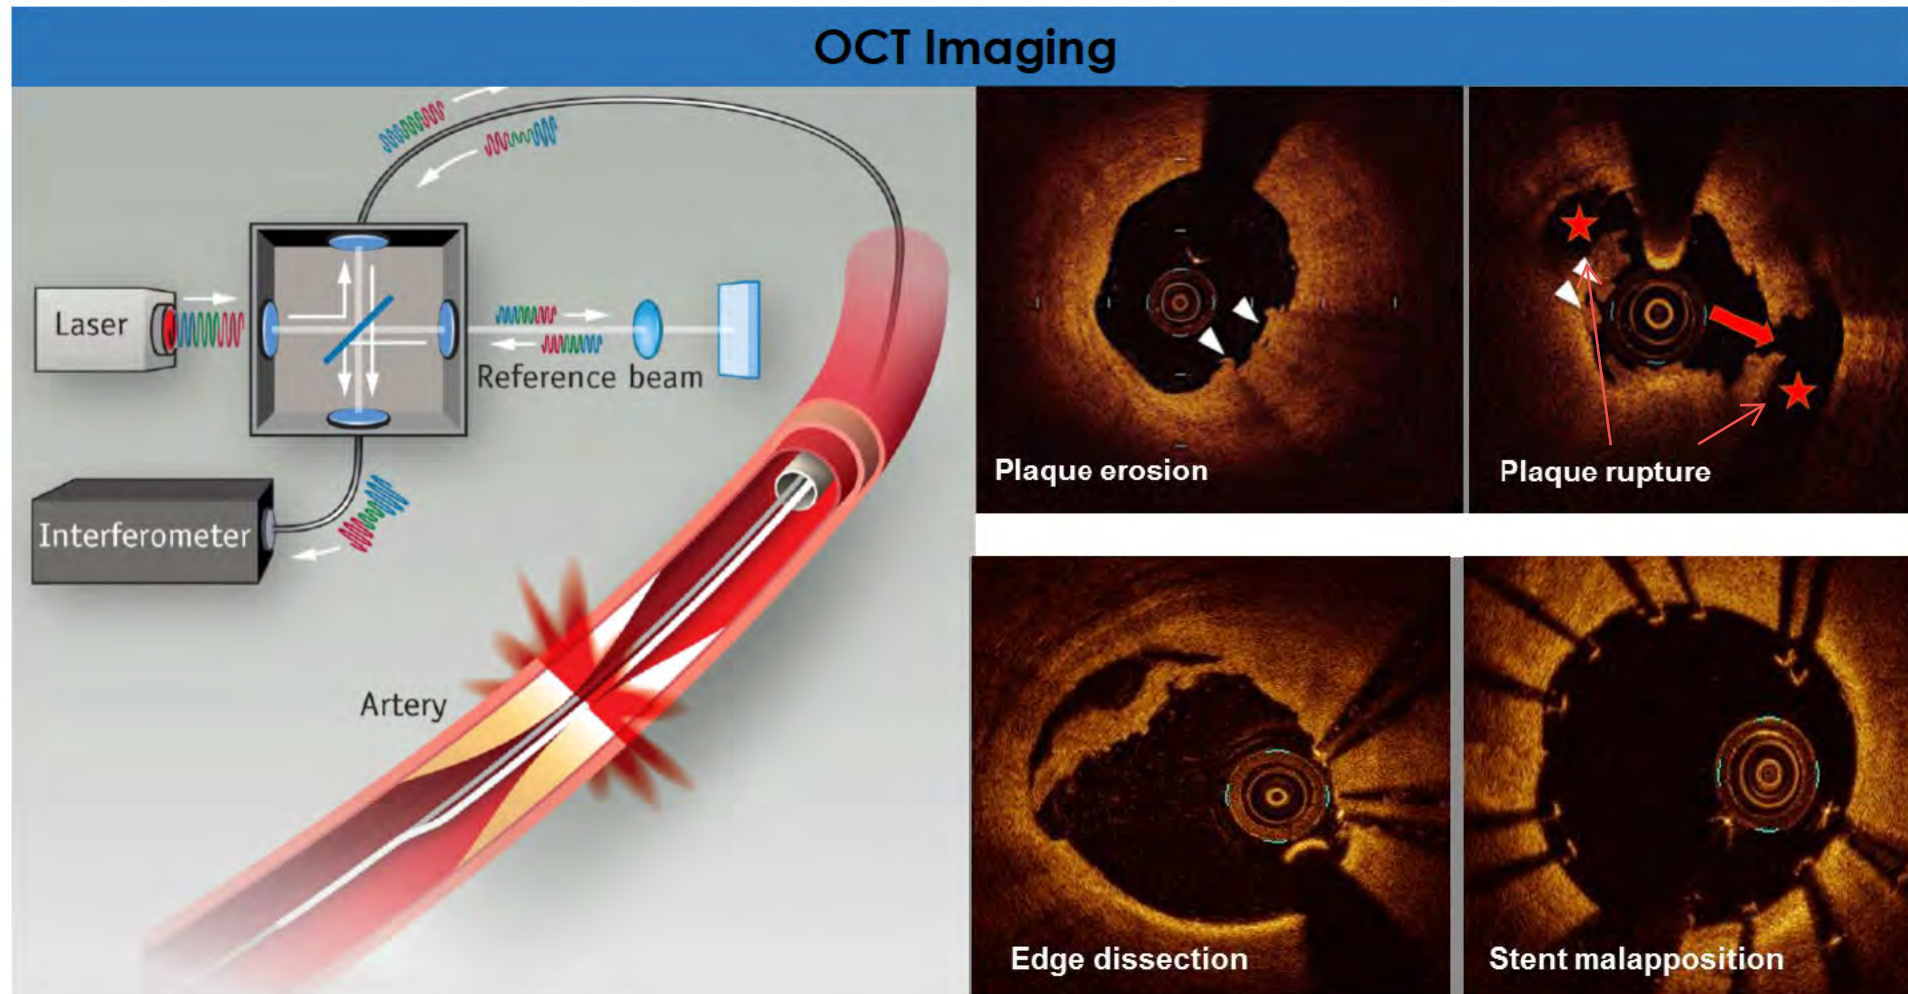 OCT Imaging
Laser
Reference beam
Interferometer
Artery
Plaque erosion
Plaque rupture
Edge dissection
Stent malapposition